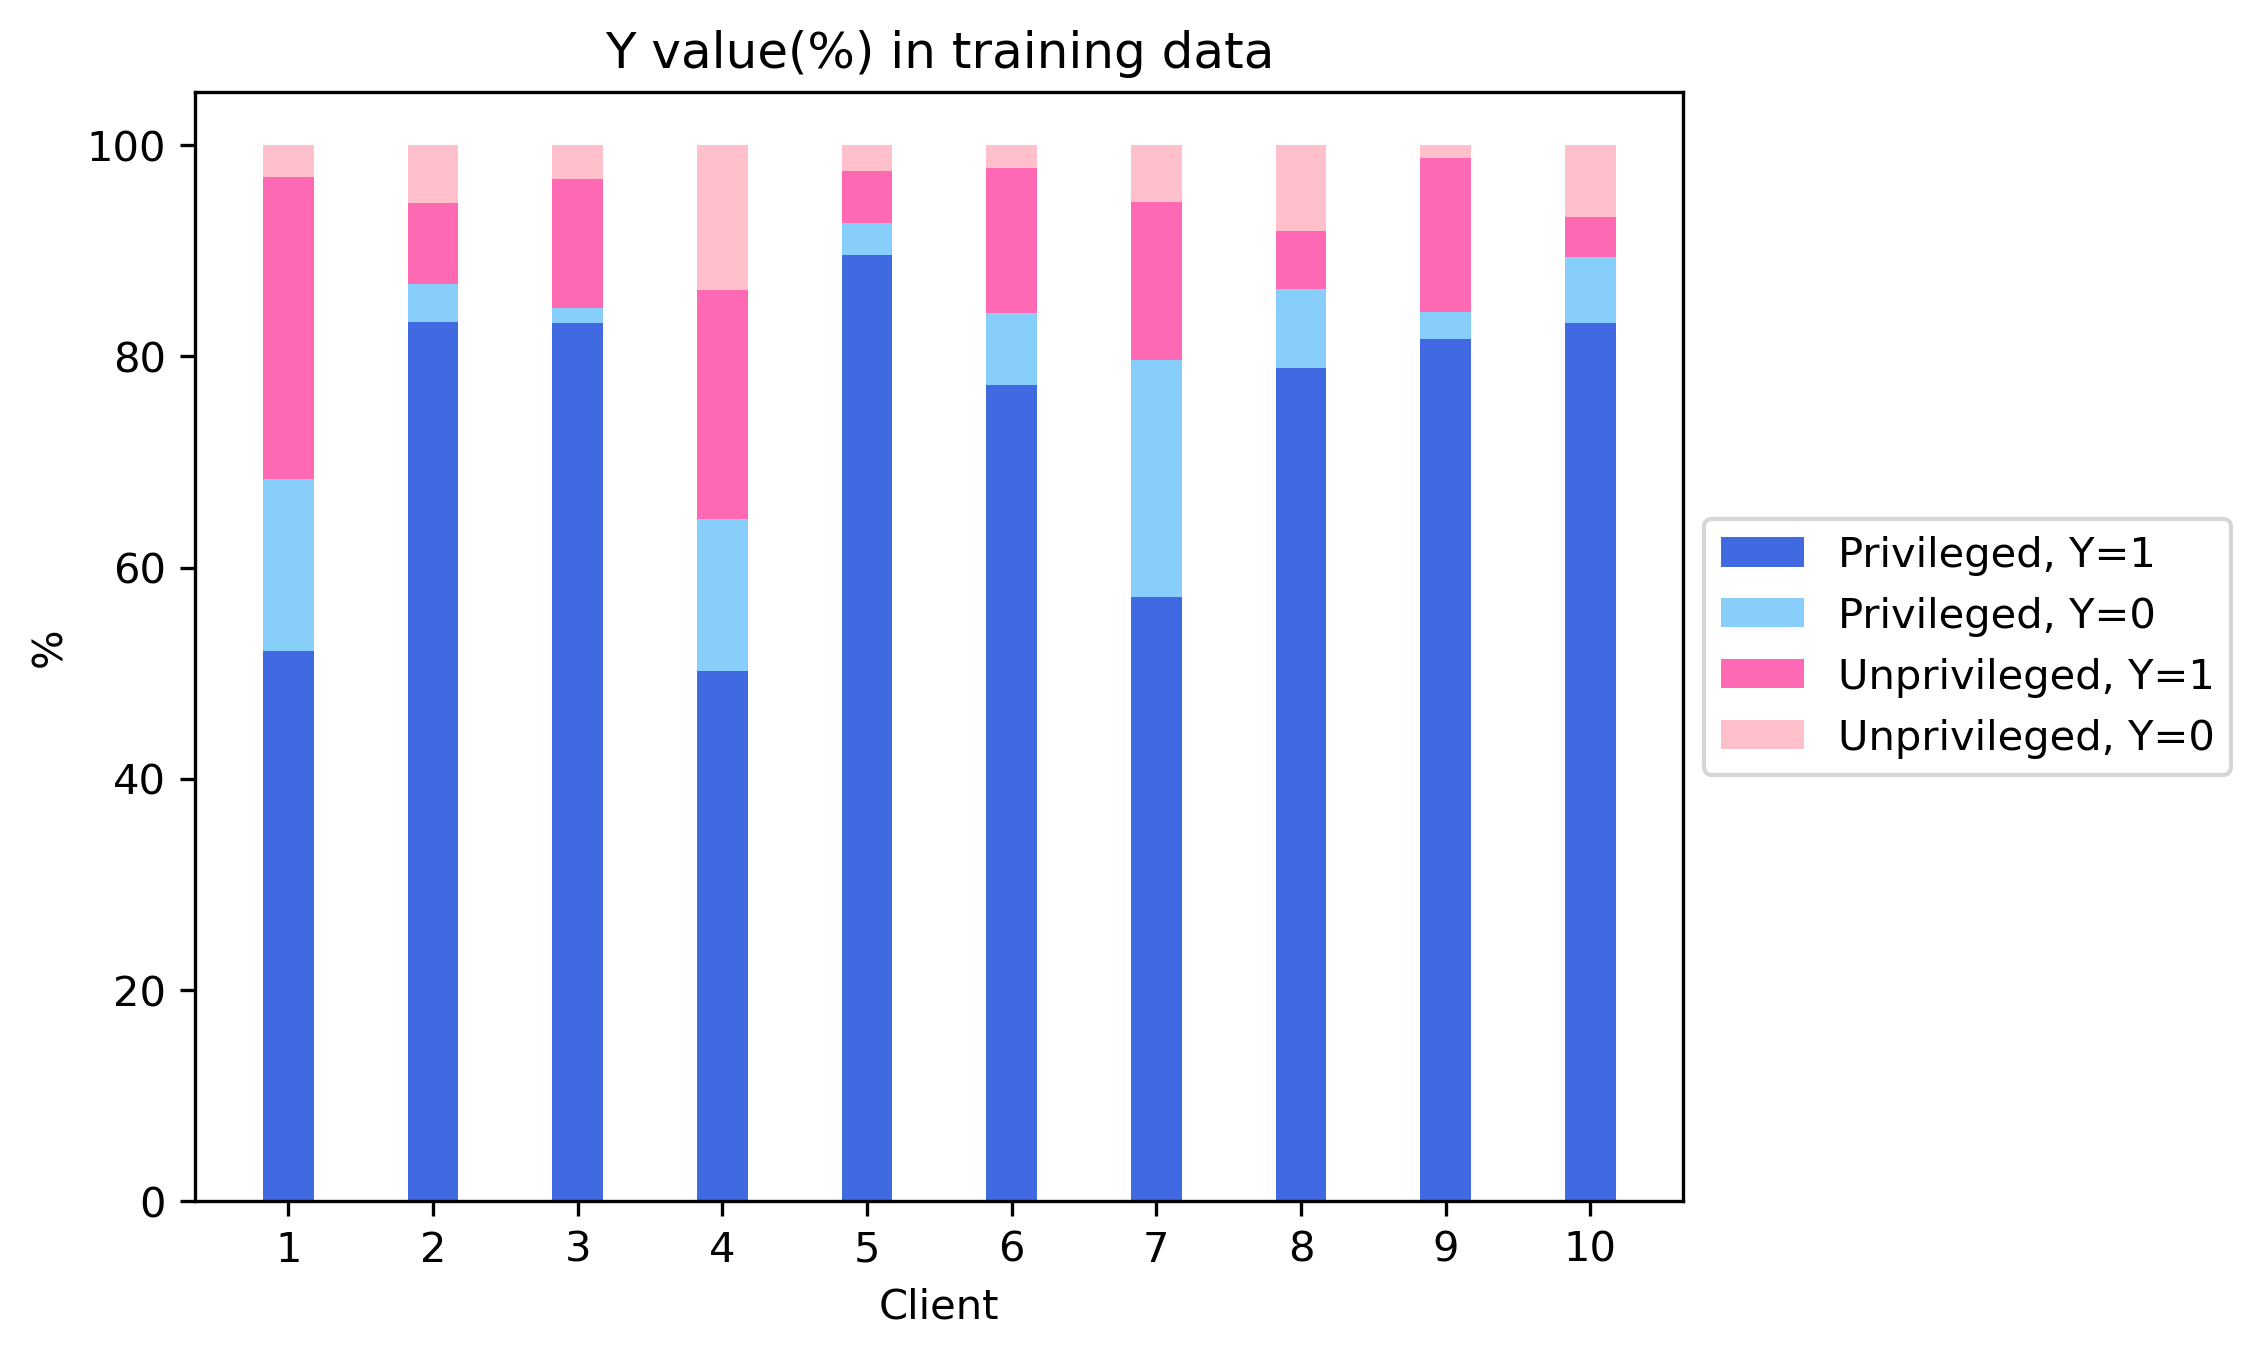 Y value(%) in training data
100
80
60
40
20
0
%
1 2 3 4 5 6 7 8 9 10
Client
Privileged, Y=1
Privileged, Y=0
Unprivileged, Y=1
Unprivileged, Y=0